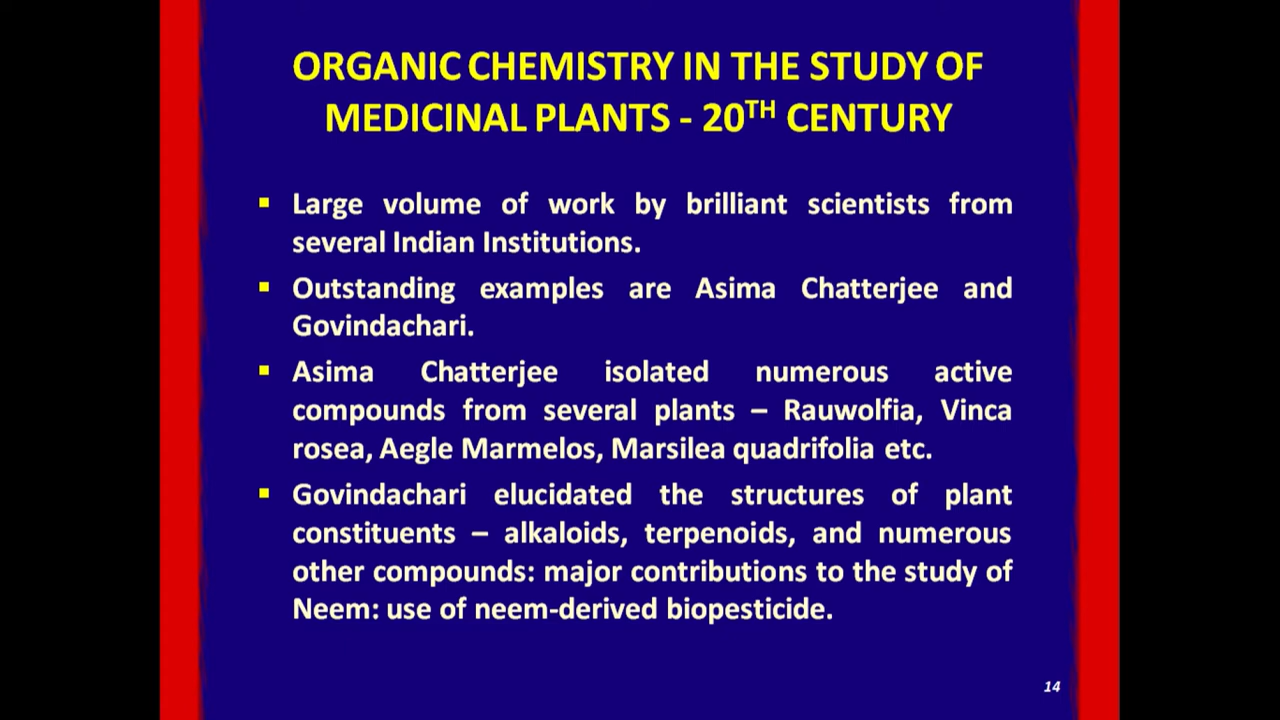 ORGANIC CHEMISTRY IN THE STUDY OF
MEDICINAL PLANTS - 20TH CENTURY
▪ Large volume of work by brilliant scientists from
several Indian Institutions.
▪ Outstanding examples are Asima Chatterjee and
Govindachari.
▪ Asima Chatterjee isolated numerous active
compounds from several plants – Rauwolfia, Vinca
rosea, Aegle Marmelos, Marsilea quadrifolia etc.
▪ Govindachari elucidated the structures of plant
constituents – alkaloids, terpenoids, and numerous
other compounds: major contributions to the study of
Neem: use of neem-derived biopesticide.
14